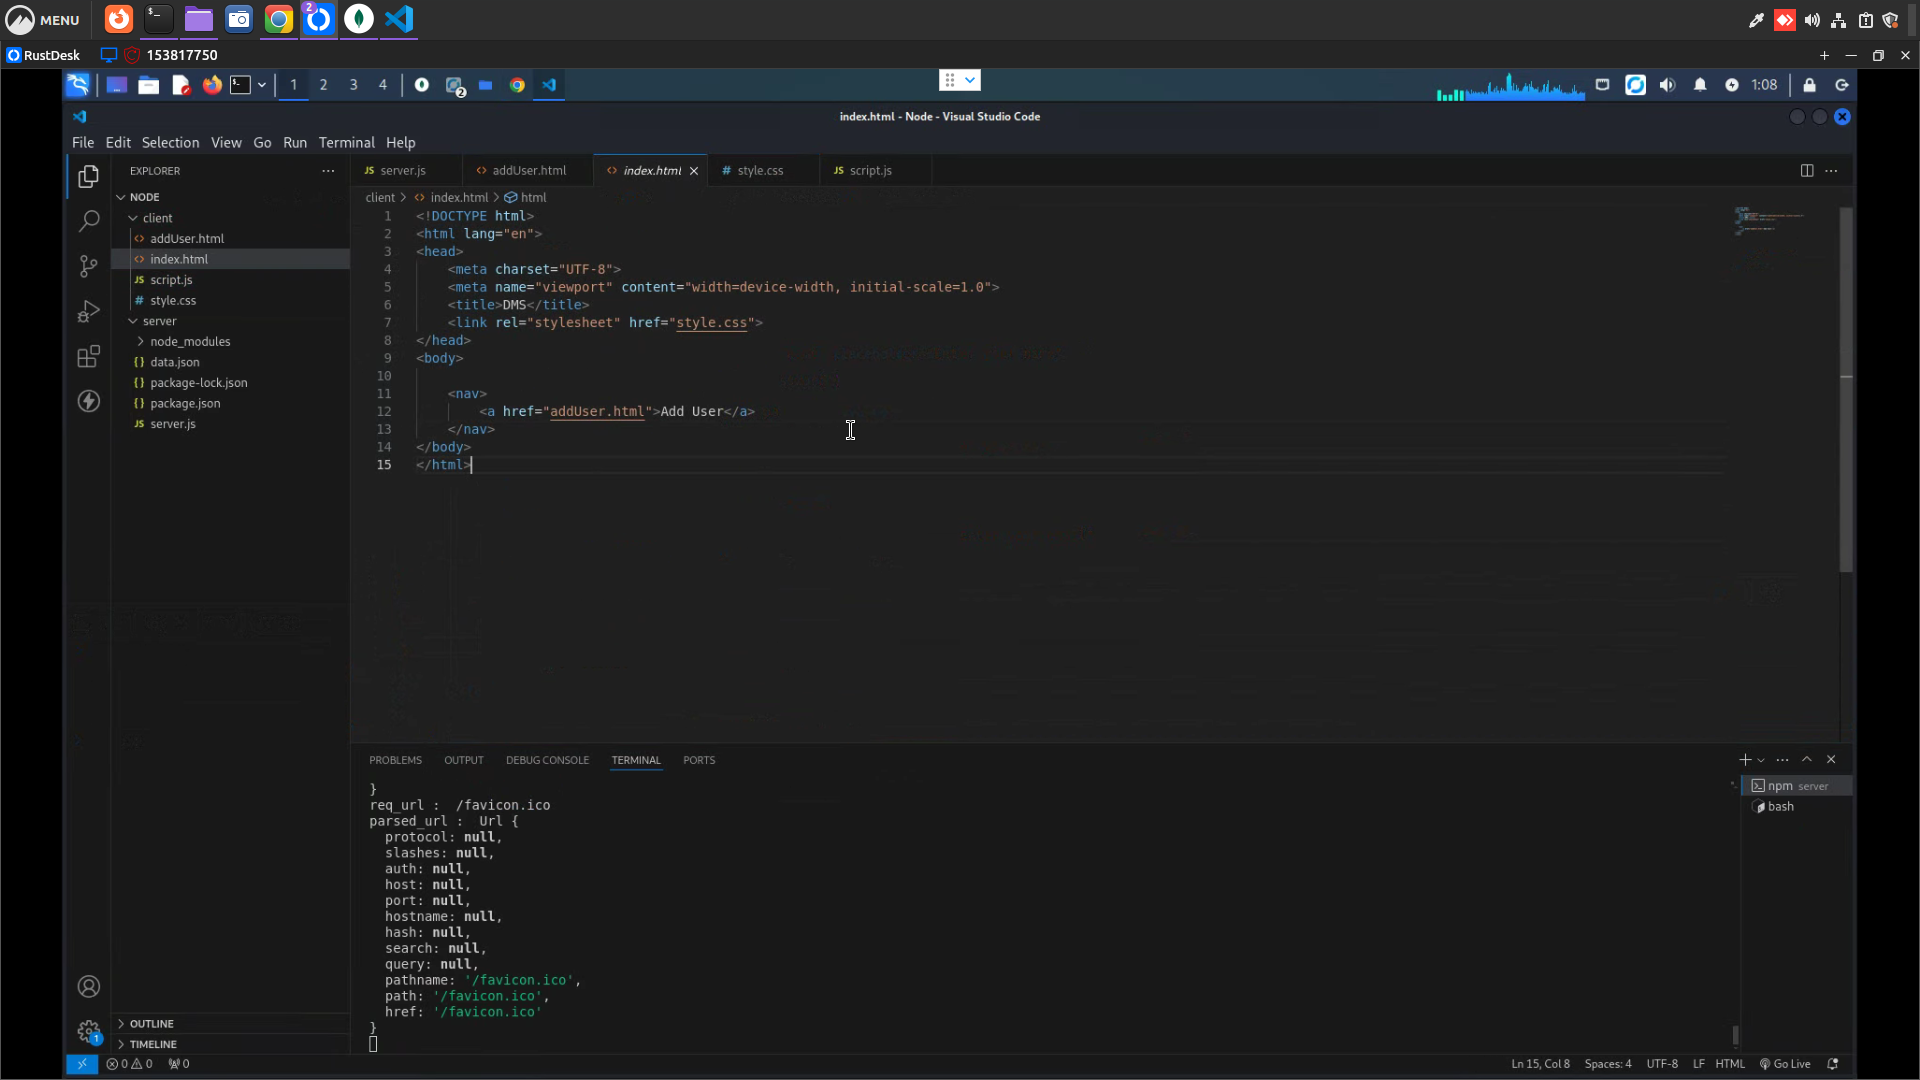 MENU
2
RustDesk 153817750
1 2 3 4 2 1:08
index.html - Node - Visual Studio Code
File Edit Selection View Go Run Terminal Help
EXPLORER
NODE
client
addUser.html
index.html
script.js
style.css
server
node_modules
data.json
package-lock.json
package.json
server.js
OUTLINE
TIMELINE
server.js addUser.html index.html style.css script.js
client > index.html > html
1 <!DOCTYPE html>
2 <html lang="en">
3 <head>
4 <meta charset="UTF-8">
5 <meta name="viewport" content="width=device-width, initial-scale=1.0">
6 <title>DMS</title>
7 <link rel="stylesheet" href="style.css">
8 </head>
9 <body>
10
11 <nav>
12 <a href="addUser.html">Add User</a>
13 </nav>
14 </body>
15 </html>
PROBLEMS OUTPUT DEBUG CONSOLE TERMINAL PORTS
}
req_url :  /favicon.ico
parsed_url :  Url {
protocol: null,
slashes: null,
auth: null,
host: null,
port: null,
hostname: null,
hash: null,
search: null,
query: null,
pathname: '/favicon.ico',
path: '/favicon.ico',
href: '/favicon.ico'
}
npm server
bash
1
0 0 0 Ln 15, Col 8 Spaces: 4 UTF-8 LF HTML Go Live